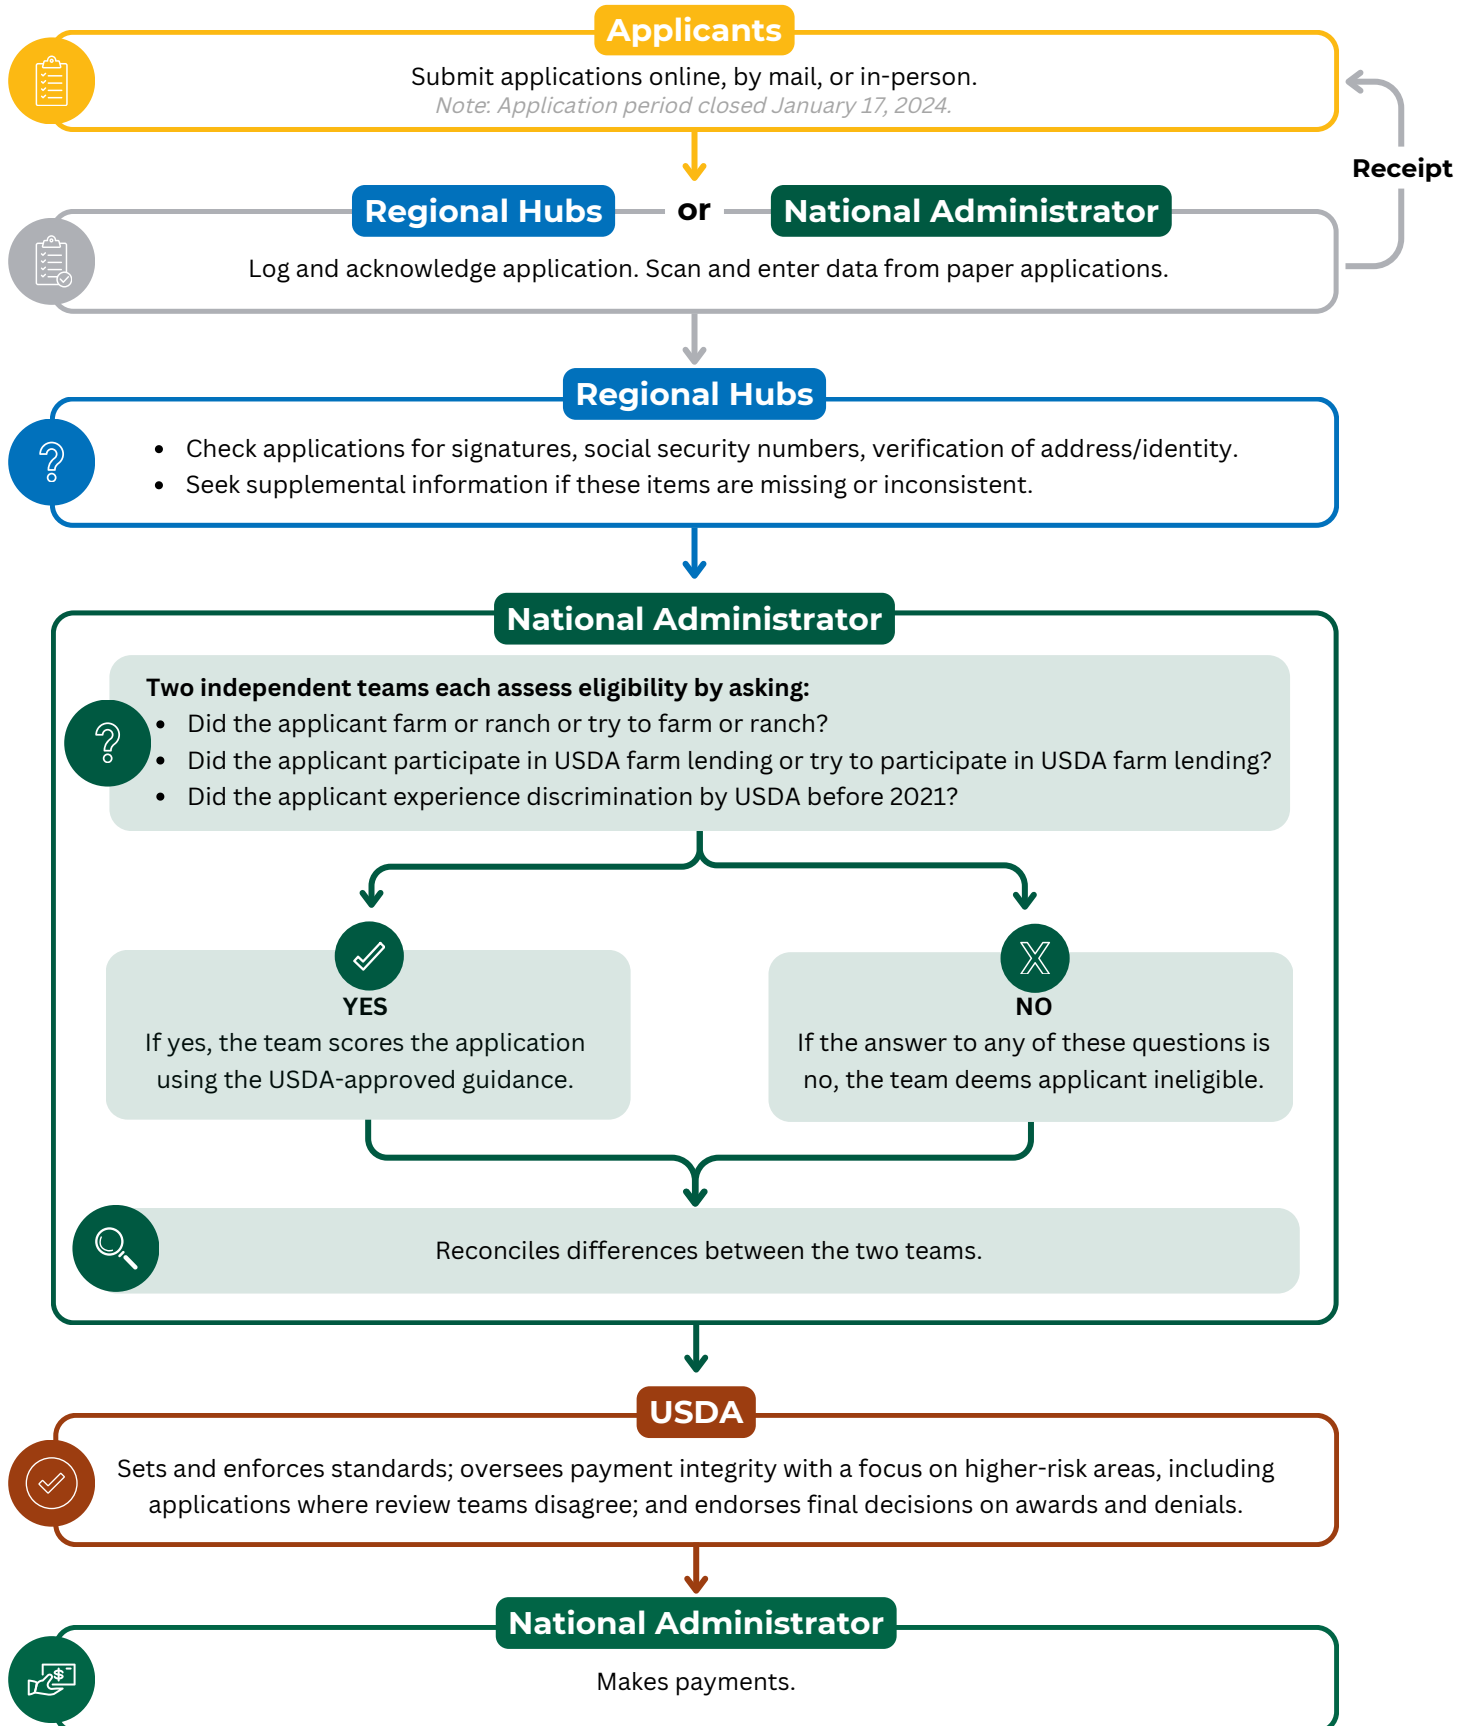 Applicants
Submit applications online, by mail, or in-person.
Note: Application period closed January 17, 2024.
Receipt
Regional Hubs or National Administrator
Log and acknowledge application. Scan and enter data from paper applications.
Regional Hubs
• Check applications for signatures, social security numbers, verification of address/identity.
• Seek supplemental information if these items are missing or inconsistent.
National Administrator
Two independent teams each assess eligibility by asking:
• Did the applicant farm or ranch or try to farm or ranch?
• Did the applicant participate in USDA farm lending or try to participate in USDA farm lending?
• Did the applicant experience discrimination by USDA before 2021?
YES
If yes, the team scores the application
using the USDA-approved guidance.
NO
If the answer to any of these questions is
no, the team deems applicant ineligible.
Reconciles differences between the two teams.
USDA
Sets and enforces standards; oversees payment integrity with a focus on higher-risk areas, including
applications where review teams disagree; and endorses final decisions on awards and denials.
National Administrator
Makes payments.